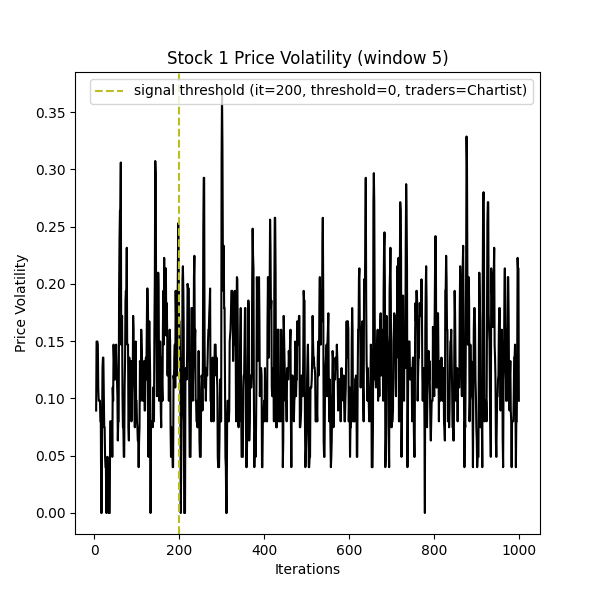 Stock 1 Price Volatility (window 5)
signal threshold (it=200, threshold=0, traders=Chartist)
Price Volatility
0.35
0.30
0.25
0.20
0.15
0.10
0.05
0.00
0 200 400 600 800 1000
Iterations